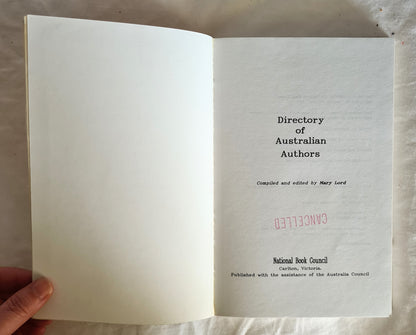 Directory
of
Australian
Authors
Compiled and edited by Mary Lord
CANCELLED
National Book Council
Carlton, Victoria.
Published with the assistance of the Australia Council